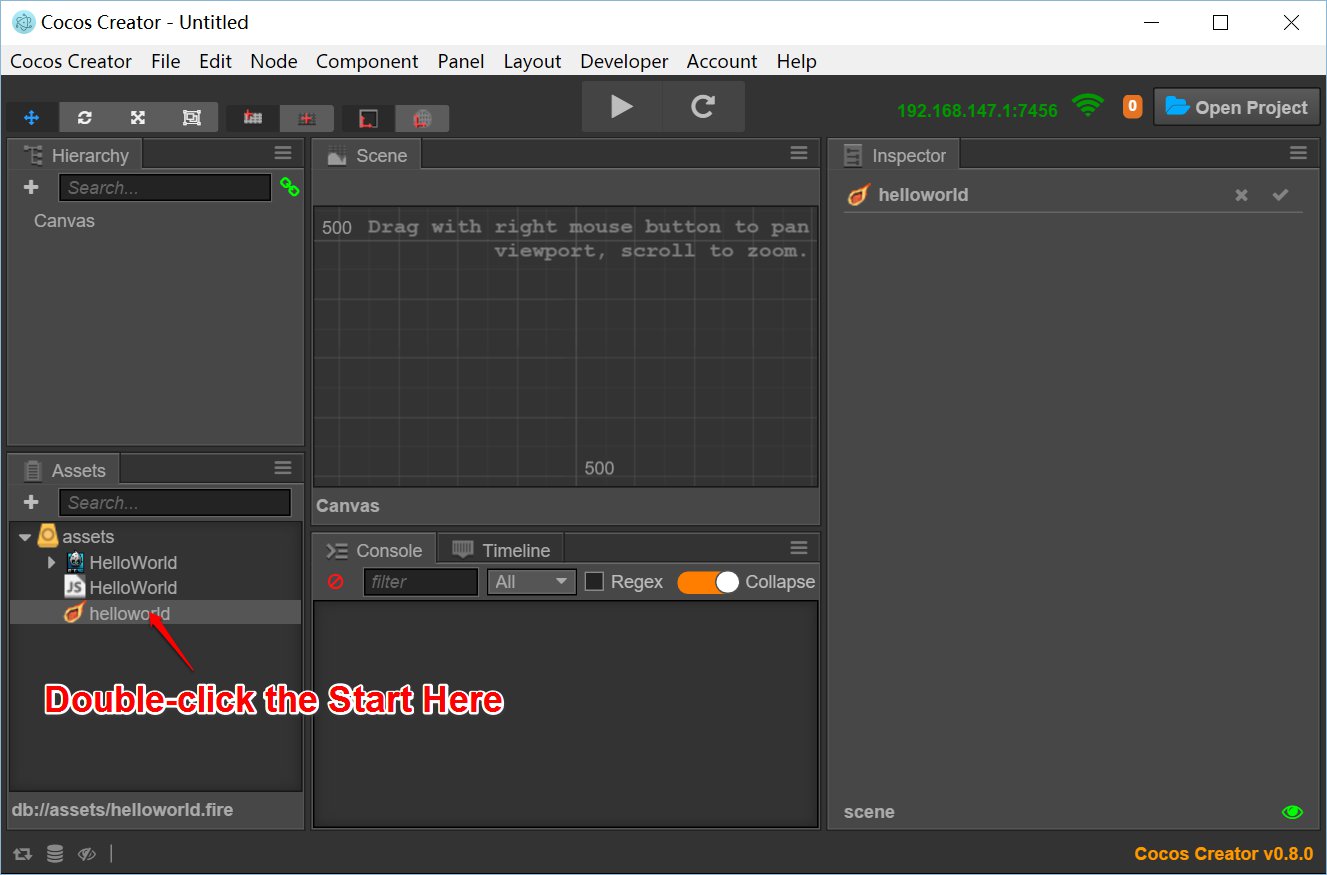 Cocos Creator - Untitled
Cocos Creator File Edit Node Component Panel Layout Developer Account Help
192.168.147.1:7456 0 Open Project
Hierarchy
Search...
Canvas
Scene
500 Drag with right mouse button to pan
viewport, scroll to zoom.
500
Canvas
Inspector
helloworld
Assets
Search...
assets
HelloWorld
JS HelloWorld
helloworld
Double-click the Start Here
db://assets/helloworld.fire
Console Timeline
filter All Regex Collapse
scene
Cocos Creator v0.8.0